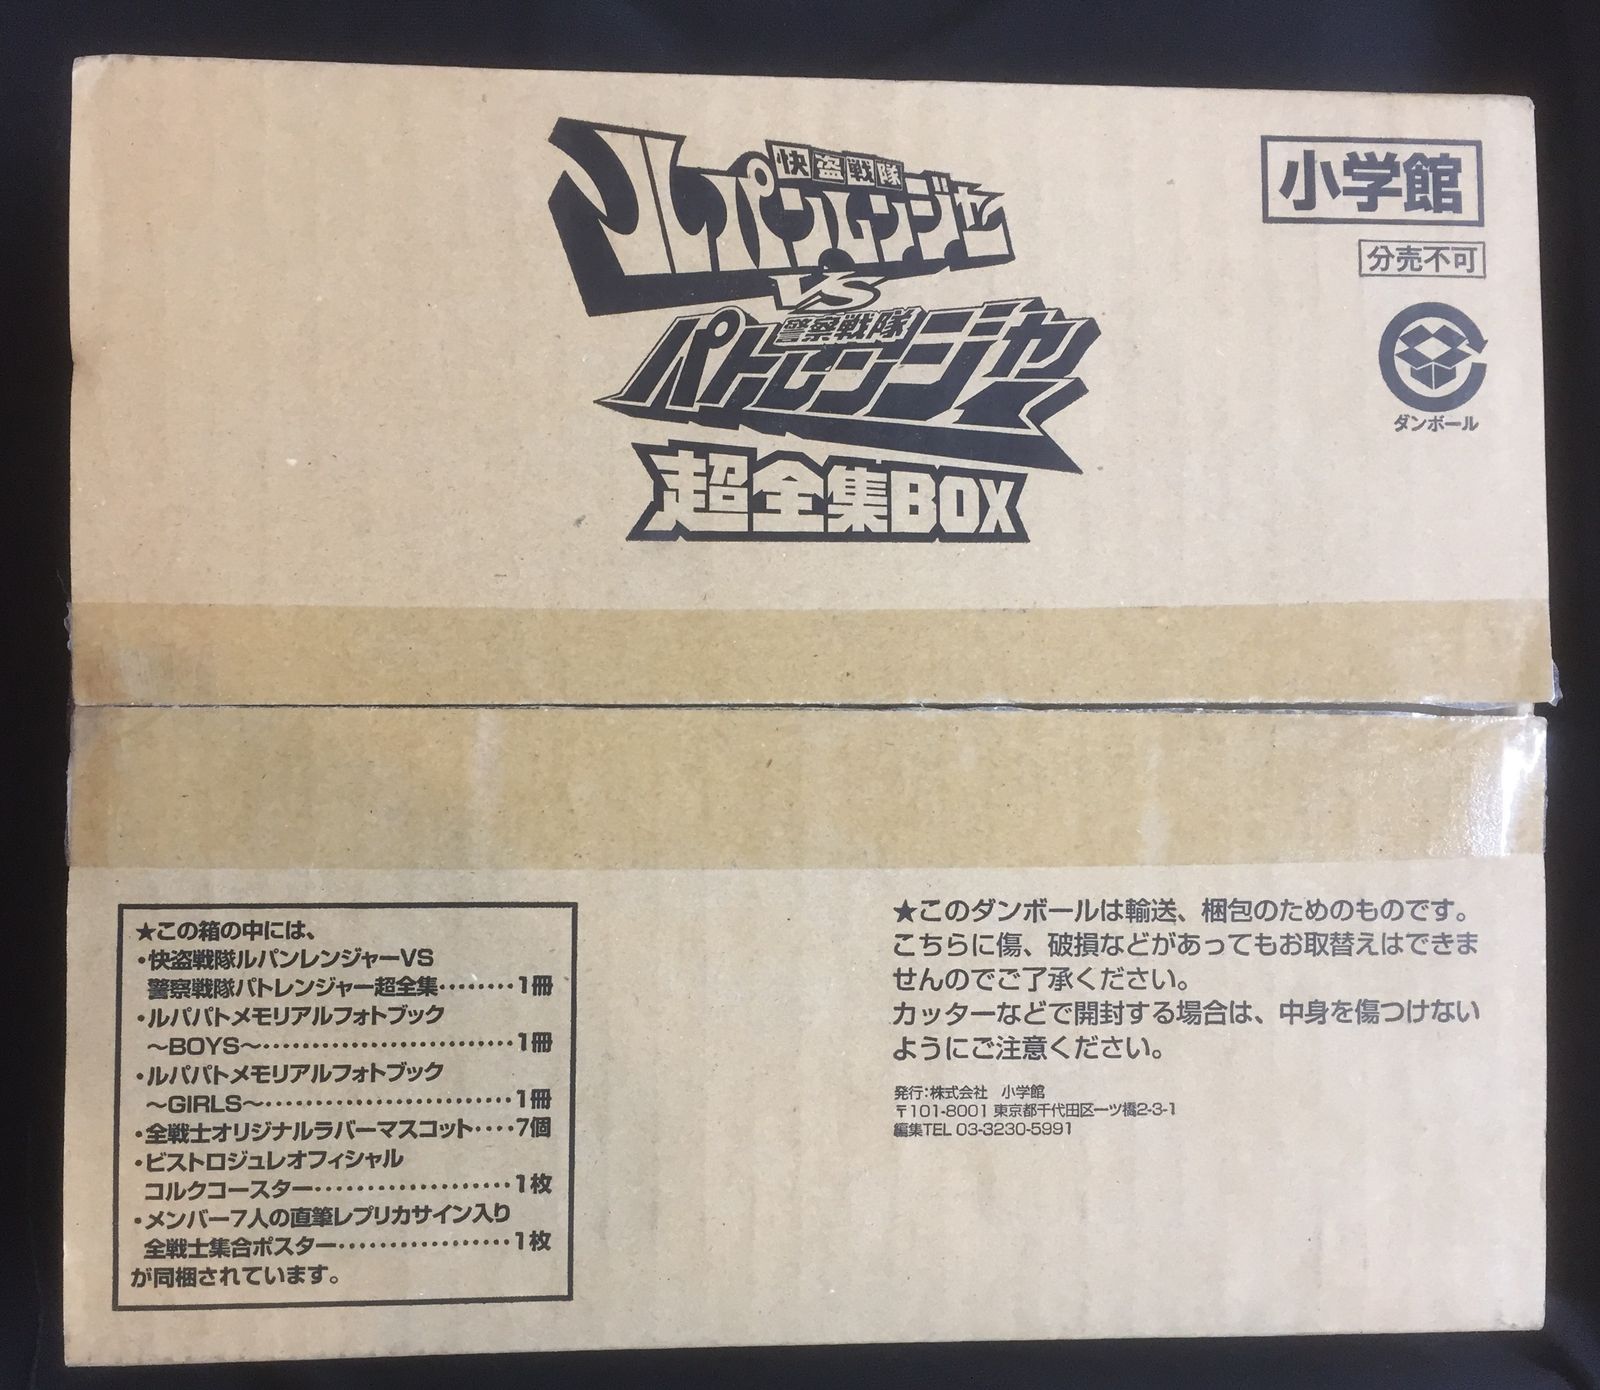 快盗戦隊
ルパンレンジャー
VS
警察戦隊
パトレンジャー
超全集BOX
小学館
分売不可
ダンボール
★この箱の中には、
・快盗戦隊ルパンレンジャーVS
警察戦隊パトレンジャー超全集‥‥‥‥1冊
・ルパパトメモリアルフォトブック
～BOYS～‥‥‥‥‥‥‥‥‥‥‥‥1冊
・ルパパトメモリアルフォトブック
～GIRLS～‥‥‥‥‥‥‥‥‥‥‥‥1冊
・全戦士オリジナルラバーマスコット‥‥7個
・ビストロジュレオフィシャル
コルクコースター‥‥‥‥‥‥‥‥‥‥1枚
・メンバー7人の直筆レプリカサイン入り
全戦士集合ポスター‥‥‥‥‥‥‥‥‥1枚
が同梱されています。
★このダンボールは輸送、梱包のためのものです。
こちらに傷、破損などがあってもお取替えはできま
せんのでご了承ください。
カッターなどで開封する場合は、中身を傷つけない
ようにご注意ください。
発行：株式会社　小学館
〒101-8001 東京都千代田区一ツ橋2-3-1
編集TEL 03-3230-5991